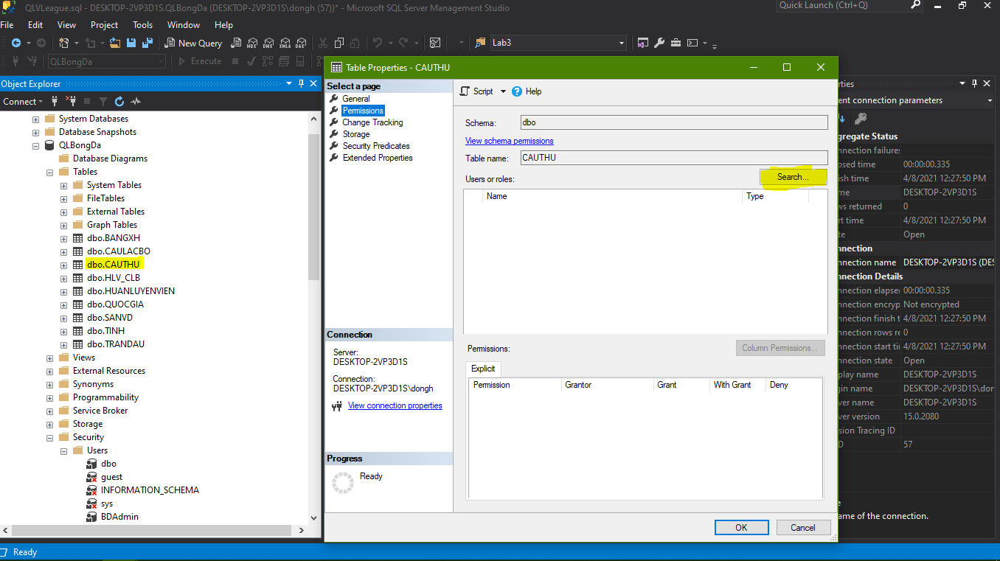 QLVLeague.sql - DESKTOP-2VP3D1S.QLBongDa (DESKTOP-2VP3D1S\dongh (57))* - Microsoft SQL Server Management Studio
Quick Launch (Ctrl+Q)
File Edit View Project Tools Window Help
New Query
MDX DMX XMLA DAX
Lab3
QLBongDa
Execute
Object Explorer
Connect
System Databases
Database Snapshots
QLBongDa
Database Diagrams
Tables
System Tables
FileTables
External Tables
Graph Tables
dbo.BANGXH
dbo.CAULACBO
dbo.CAUTHU
dbo.HLV_CLB
dbo.HUANLUYENVIEN
dbo.QUOCGIA
dbo.SANVD
dbo.TINH
dbo.TRANDAU
Views
External Resources
Synonyms
Programmability
Service Broker
Storage
Security
Users
dbo
guest
INFORMATION_SCHEMA
sys
BDAdmin
Table Properties - CAUTHU
Select a page
General
Permissions
Change Tracking
Storage
Security Predicates
Extended Properties
Connection
Server:
DESKTOP-2VP3D1S
Connection:
DESKTOP-2VP3D1S\dongh
View connection properties
Progress
Ready
Script Help
Schema: dbo
View schema permissions
Table name: CAUTHU
Users or roles: Search...
Name Type
Permissions: Column Permissions...
Explicit
Permission Grantor Grant With Grant Deny
OK Cancel
rties
ent connection parameters
gregate Status
nnection failures
psed time 00:00:00.335
ish time 4/8/2021 12:27:50 PM
me DESKTOP-2VP3D1S
ws returned 0
rt time 4/8/2021 12:27:50 PM
te Open
nnection
nnection name DESKTOP-2VP3D1S (DES
nnection Details
nnection elapsed 00:00:00.335
nnection encryp Not encrypted
nnection finish t 4/8/2021 12:27:50 PM
nnection rows re 0
nnection start tir 4/8/2021 12:27:50 PM
nnection state Open
play name DESKTOP-2VP3D1S
gin name DESKTOP-2VP3D1S\don
ver name DESKTOP-2VP3D1S
ver version 15.0.2080
sion Tracing ID
D 57
e
ame of the connection.
Ready